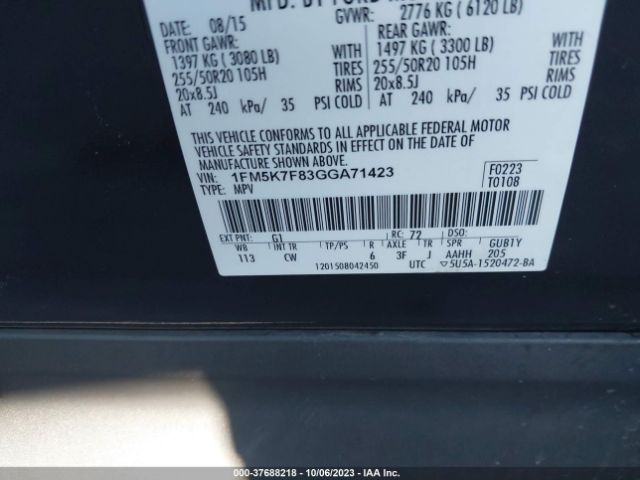 MFD. BY FORD
DATE: 08/15 GVWR: 2776 KG ( 6120 LB)
FRONT GAWR: REAR GAWR:
1397 KG ( 3080 LB) WITH 1497 KG ( 3300 LB) WITH
255/50R20 105H TIRES 255/50R20 105H TIRES
20x8.5J RIMS 20x8.5J RIMS
AT 240 kPa/ 35 PSI COLD AT 240 kPa/ 35 PSI COLD
THIS VEHICLE CONFORMS TO ALL APPLICABLE FEDERAL MOTOR
VEHICLE SAFETY STANDARDS IN EFFECT ON THE DATE OF
MANUFACTURE SHOWN ABOVE.
VIN: 1FM5K7F83GGA71423 F0223
TYPE: MPV T0108
EXT PNT: G1 RC: 72 DSO:
WB INT TR TP/PS R AXLE TR SPR GUB1Y
113 CW 6 3F J AAHH 205
1201508042450 UTC ▽5U5A-1520472-BA
000-37688218 - 10/06/2023 - IAA Inc.